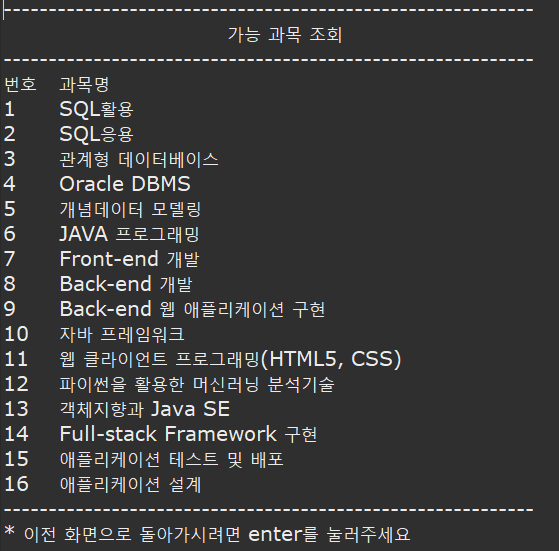 -----------------------------------------------------------
가능 과목 조회
-----------------------------------------------------------
번호 과목명
1 SQL활용
2 SQL응용
3 관계형 데이터베이스
4 Oracle DBMS
5 개념데이터 모델링
6 JAVA 프로그래밍
7 Front-end 개발
8 Back-end 개발
9 Back-end 웹 애플리케이션 구현
10 자바 프레임워크
11 웹 클라이언트 프로그래밍(HTML5, CSS)
12 파이썬을 활용한 머신러닝 분석기술
13 객체지향과 Java SE
14 Full-stack Framework 구현
15 애플리케이션 테스트 및 배포
16 애플리케이션 설계
-----------------------------------------------------------
* 이전 화면으로 돌아가시려면 enter를 눌러주세요